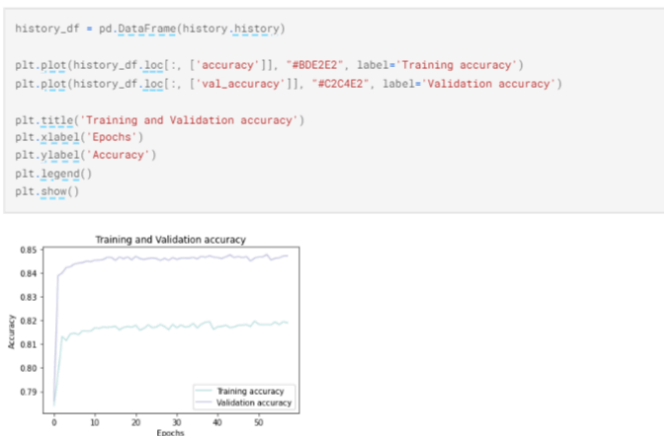 history_df = pd.DataFrame(history.history)
plt.plot(history_df.loc[:, ['accuracy']], "#BDE2E2", label='Training accuracy')
plt.plot(history_df.loc[:, ['val_accuracy']], "#C2C4E2", label='Validation accuracy')
plt.title('Training and Validation accuracy')
plt.xlabel('Epochs')
plt.ylabel('Accuracy')
plt.legend()
plt.show()
Training and Validation accuracy
0.85
0.84
0.83
0.82
0.81
0.80
0.79
Accuracy
Training accuracy
Validation accuracy
0 10 20 30 40 50
Epochs